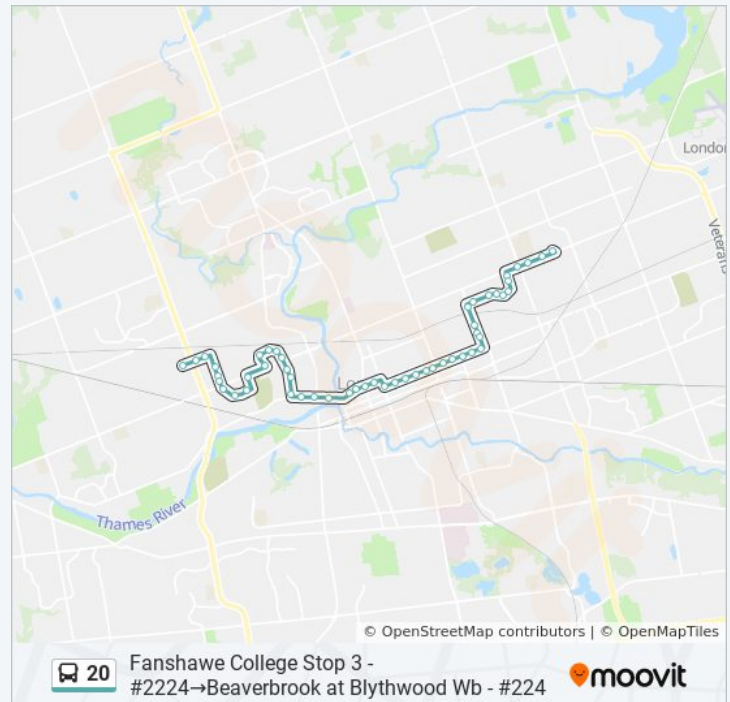 London
Veterans
LO
Thames River
© OpenStreetMap contributors | © OpenMapTiles
20
Fanshawe College Stop 3 -
#2224→Beaverbrook at Blythwood Wb - #224
moovit